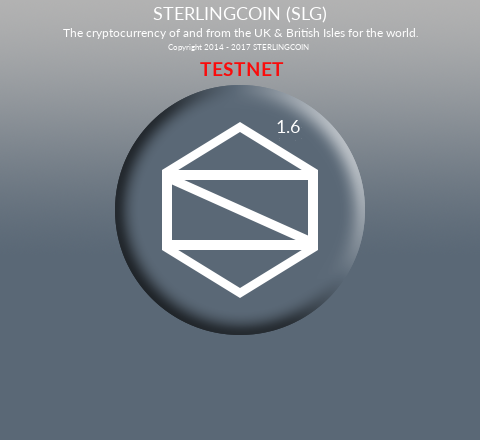 STERLINGCOIN (SLG)
The cryptocurrency of and from the UK & British Isles for the world.
Copyright 2014 - 2017 STERLINGCOIN
TESTNET
1.6